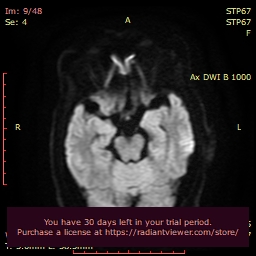 Im: 9/48
Se: 4
A
STP67
STP67
F
Ax DWI B 1000
R
L
You have 30 days left in your trial period.
Purchase a license at https://radiantviewer.com/store/